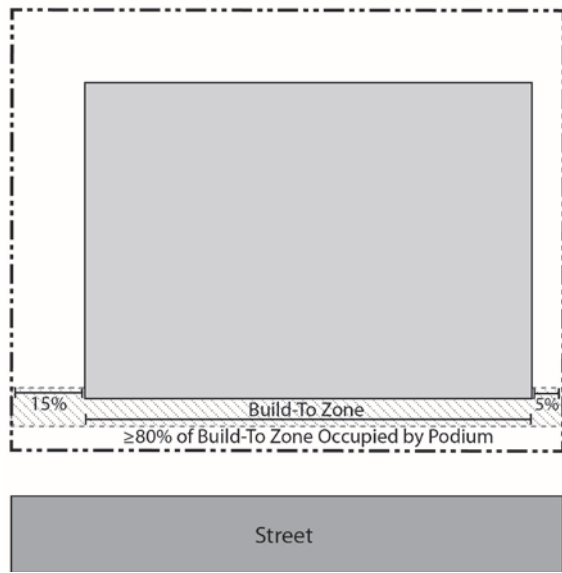 15%
Build-To Zone
5%
≥80% of Build-To Zone Occupied by Podium
Street